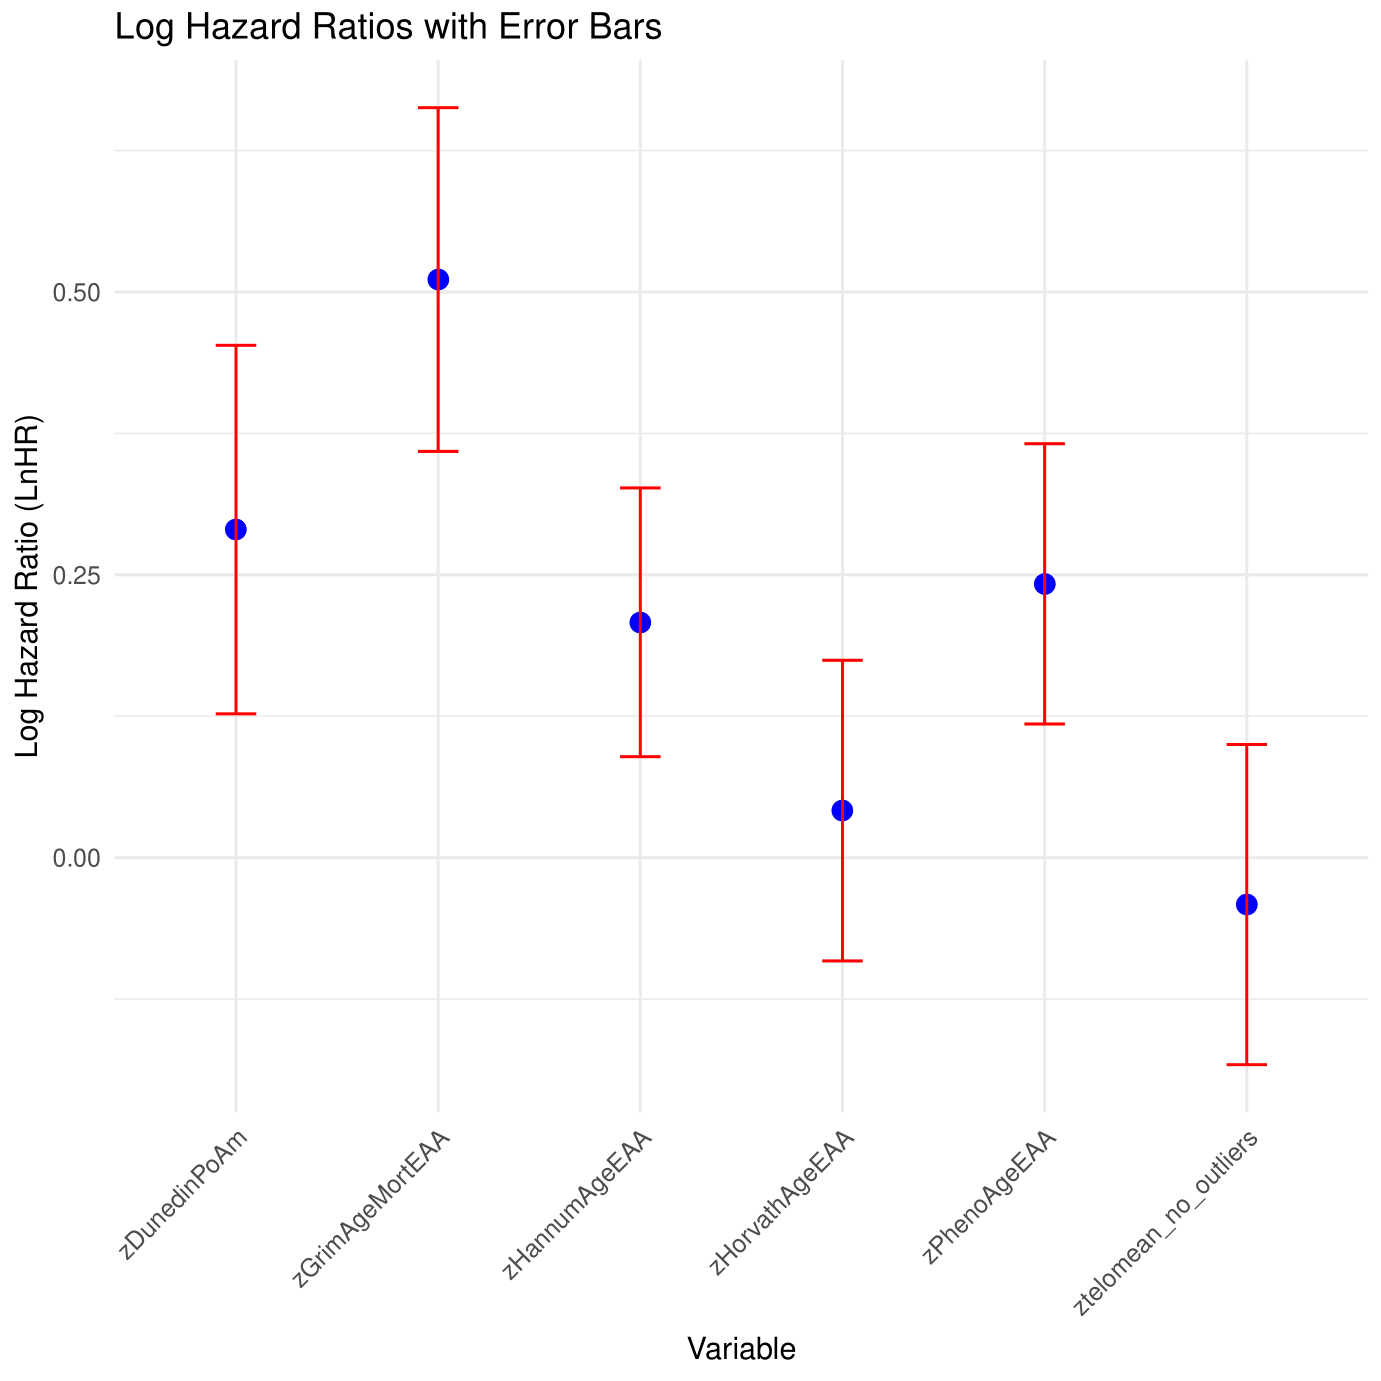 Log Hazard Ratios with Error Bars
Log Hazard Ratio (LnHR)
0.50
0.25
0.00
zDunedinPoAm
zGrimAgeMortEAA
zHannumAgeEAA
zHorvathAgeEAA
zPhenoAgeEAA
ztelomean_no_outliers
Variable